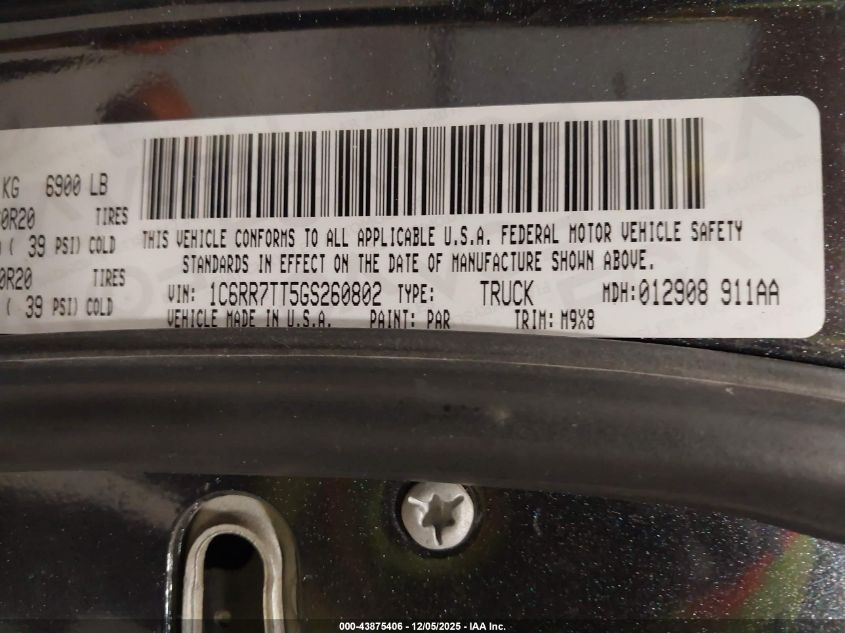 KG 6900 LB
0R20 TIRES
( 39 PSI) COLD
0R20 TIRES
( 39 PSI) COLD
THIS VEHICLE CONFORMS TO ALL APPLICABLE U.S.A. FEDERAL MOTOR VEHICLE SAFETY
STANDARDS IN EFFECT ON THE DATE OF MANUFACTURE SHOWN ABOVE.
VIN: 1C6RR7TT5GS260802 TYPE: TRUCK MDH:012908 911AA
VEHICLE MADE IN U.S.A. PAINT: PAR TRIM: M9X8
000-43875406 - 12/05/2025 - IAA Inc.